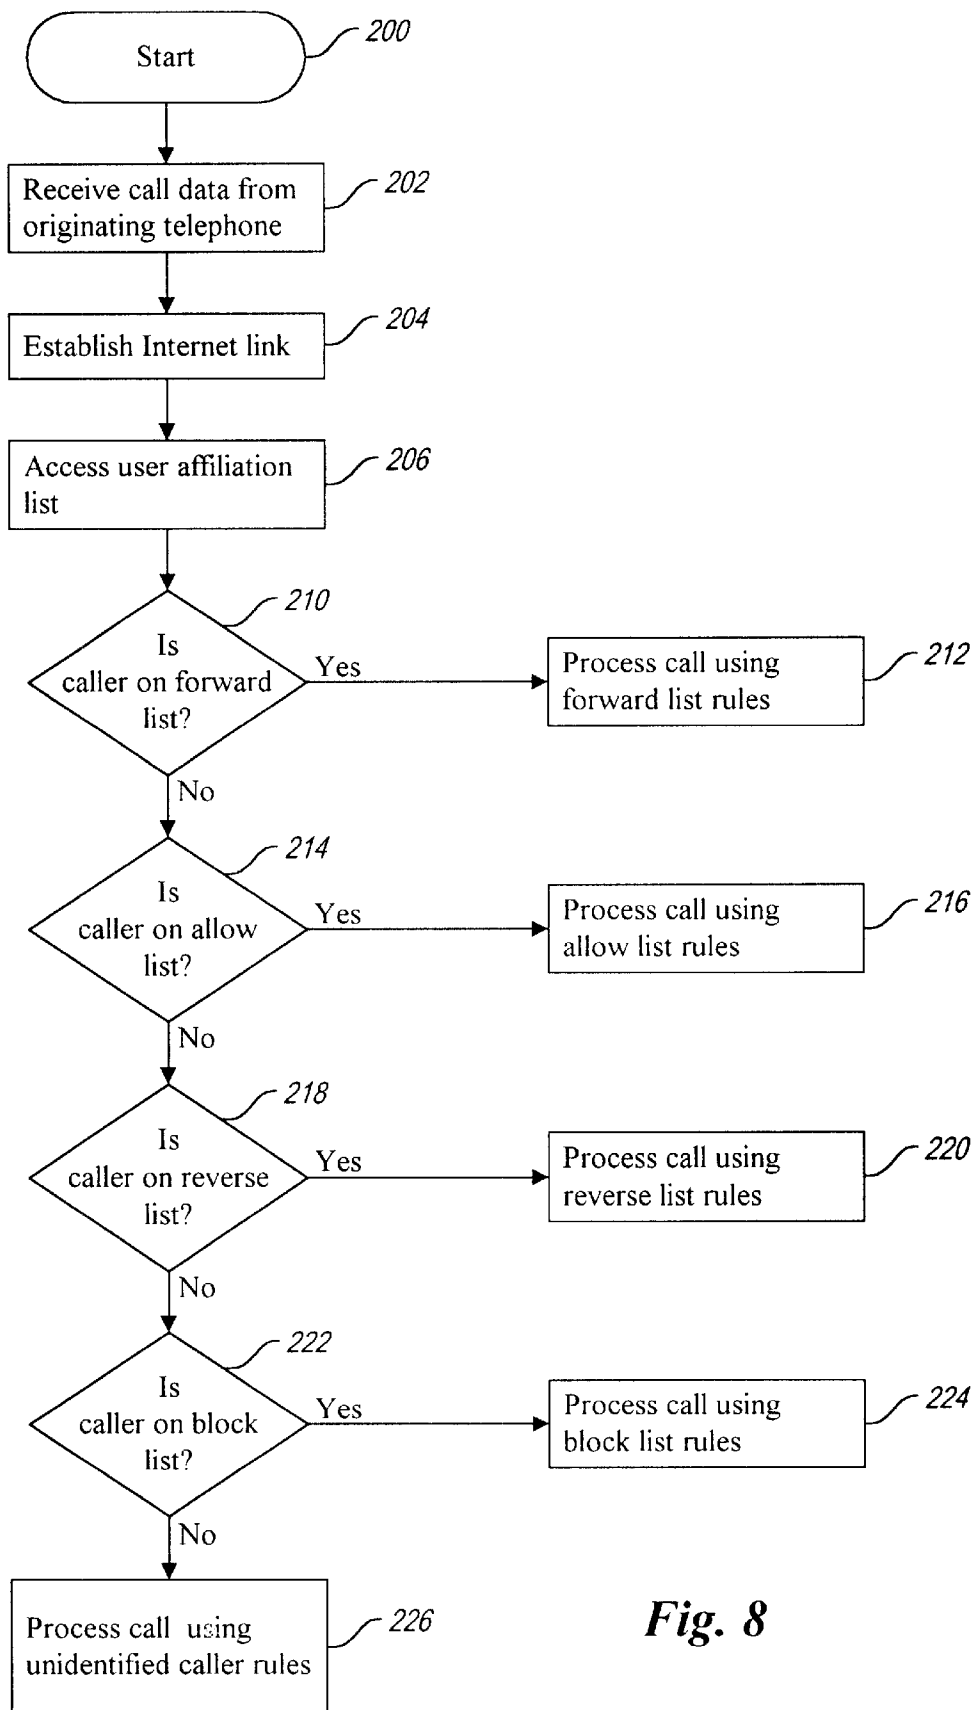 Start
200
Receive call data from
originating telephone
202
Establish Internet link
204
Access user affiliation
list
206
Is
caller on forward
list?
210
Yes
Process call using
forward list rules
212
No
Is
caller on allow
list?
214
Yes
Process call using
allow list rules
216
No
Is
caller on reverse
list?
218
Yes
Process call using
reverse list rules
220
No
Is
caller on block
list?
222
Yes
Process call using
block list rules
224
No
Process call using
unidentified caller rules
226
Fig. 8